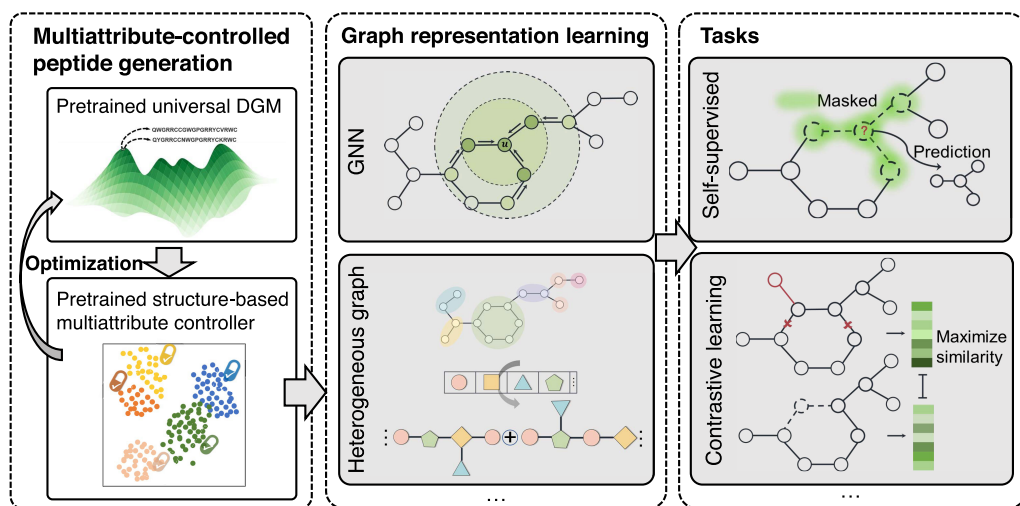 Multiattribute-controlled
peptide generation
Pretrained universal DGM
QWGRRCCGWGPGRRYCVRWC
QYGRRCCNWGPGRRYCKRWC
Optimization
Pretrained structure-based
multiattribute controller
Graph representation learning
GNN
u
Heterogeneous graph
...
Tasks
Self-supervised
Masked
?
Prediction
Contrastive learning
Maximize
similarity
...